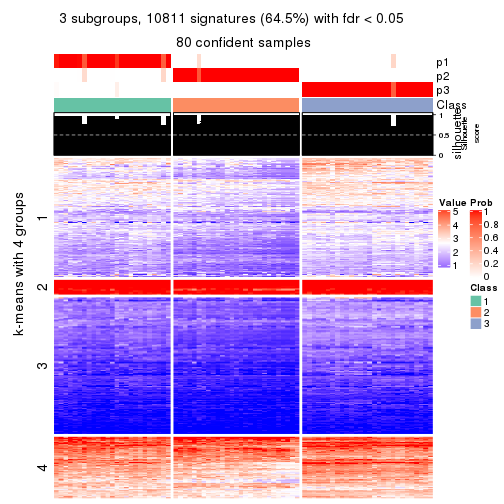 3 subgroups, 10811 signatures (64.5%) with fdr < 0.05
80 confident samples
p1
p2
p3
Class
1
0.5
0
silhouette
Silhouette
score
k-means with 4 groups
1
2
3
4
Value
5
4
3
2
1
Prob
1
0.8
0.6
0.4
0.2
0
Class
1
2
3